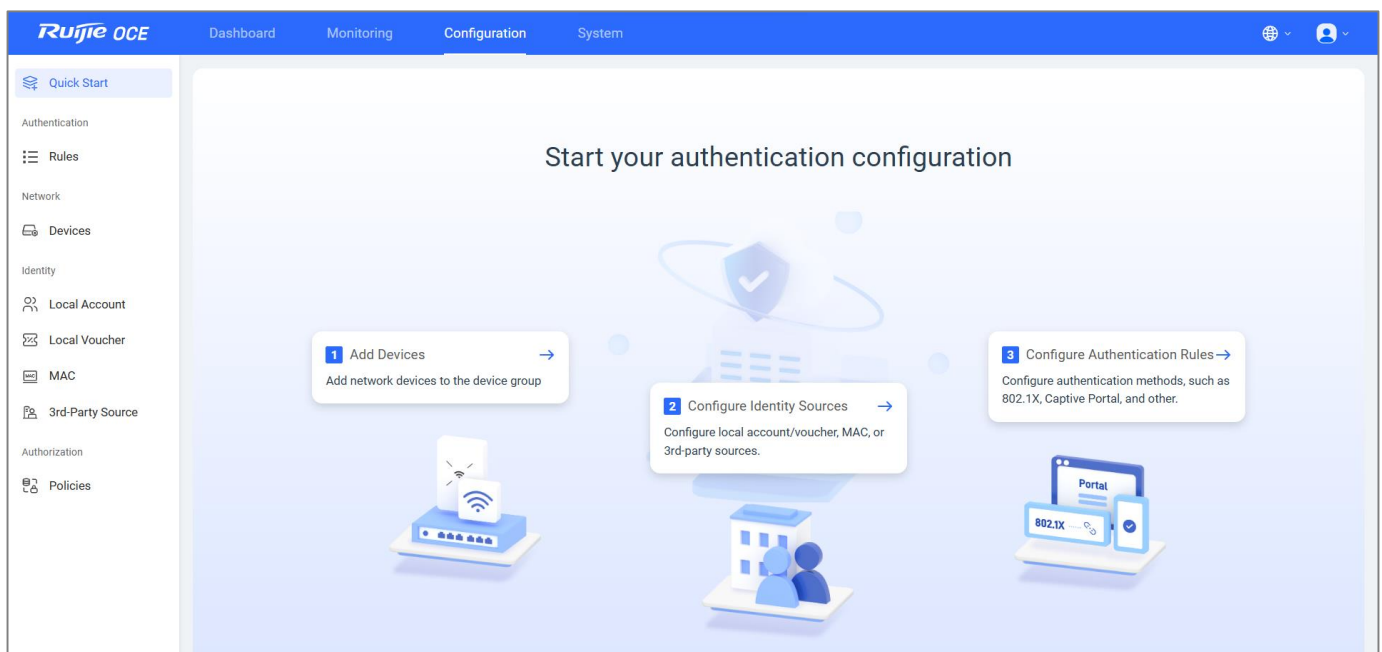 Ruijie OCE
Dashboard
Monitoring
Configuration
System
Quick Start
Authentication
Rules
Network
Devices
Identity
Local Account
Local Voucher
MAC
MAC
3rd-Party Source
Authorization
Policies
Start your authentication configuration
1 Add Devices
Add network devices to the device group
2 Configure Identity Sources
Configure local account/voucher, MAC, or
3rd-party sources.
3 Configure Authentication Rules
Configure authentication methods, such as
802.1X, Captive Portal, and other.
Portal
802.1X